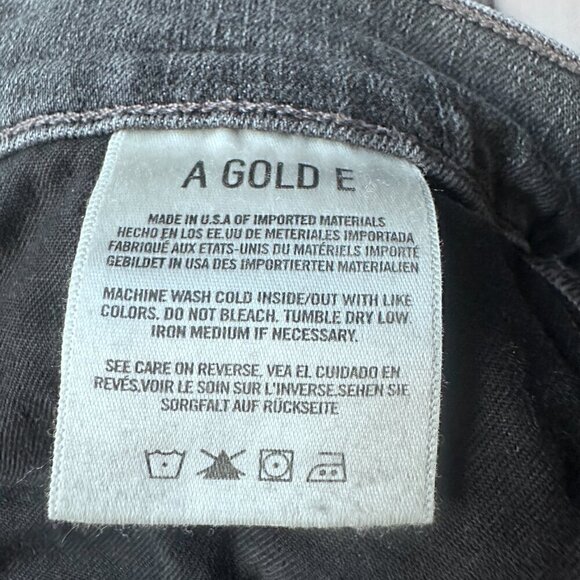 A GOLD E
MADE IN U.S.A OF IMPORTED MATERIALS
HECHO EN LOS EE.UU DE METERIALES IMPORTADA
FABRIQUÉ AUX ETATS-UNIS DU MATÉRIELS IMPORTÉ
GEBILDET IN USA DES IMPORTIERTEN MATERIALIEN
MACHINE WASH COLD INSIDE/OUT WITH LIKE
COLORS. DO NOT BLEACH. TUMBLE DRY LOW.
IRON MEDIUM IF NECESSARY.
SEE CARE ON REVERSE. VEA EL CUIDADO EN
REVÉS.VOIR LE SOIN SUR L'INVERSE.SEHEN SIE
SORGFALT AUF RÜCKSEITE